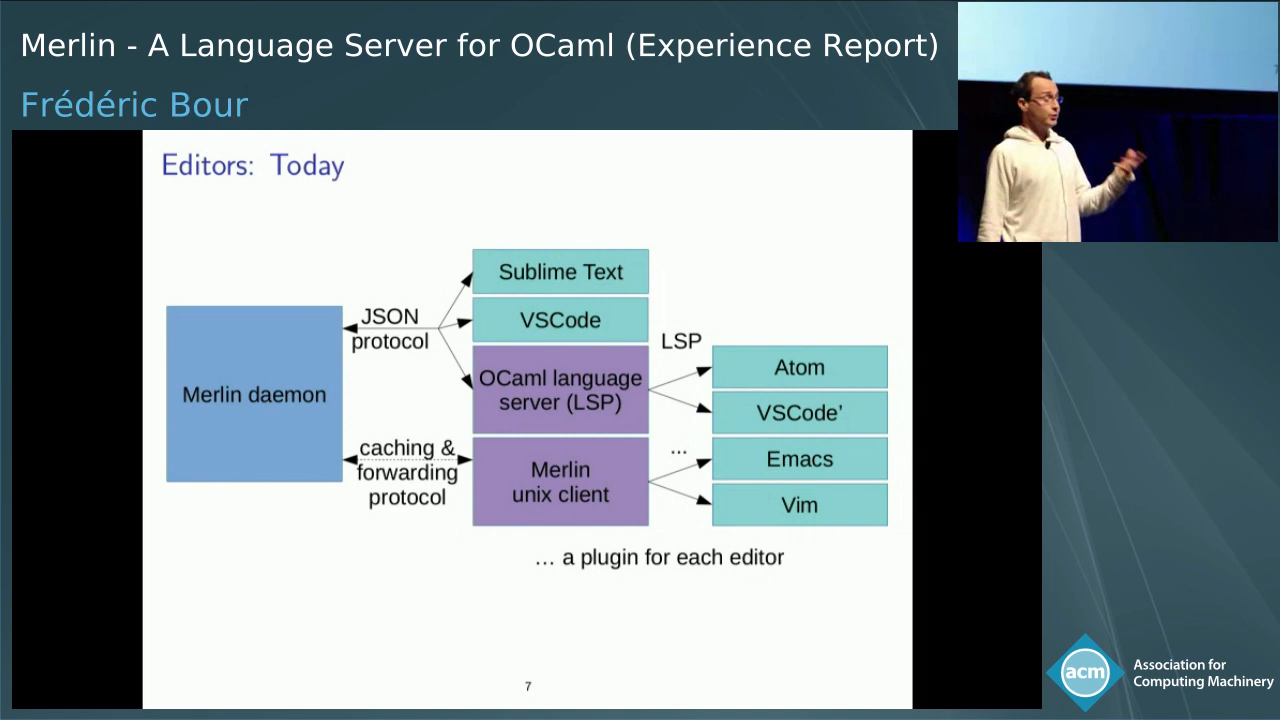 Merlin - A Language Server for OCaml (Experience Report)
Frédéric Bour
Editors: Today
Merlin daemon
JSON
protocol
caching &
forwarding
protocol
Sublime Text
VSCode
OCaml language
server (LSP)
Merlin
unix client
LSP
...
Atom
VSCode’
Emacs
Vim
... a plugin for each editor
7
acm
Association for
Computing Machinery